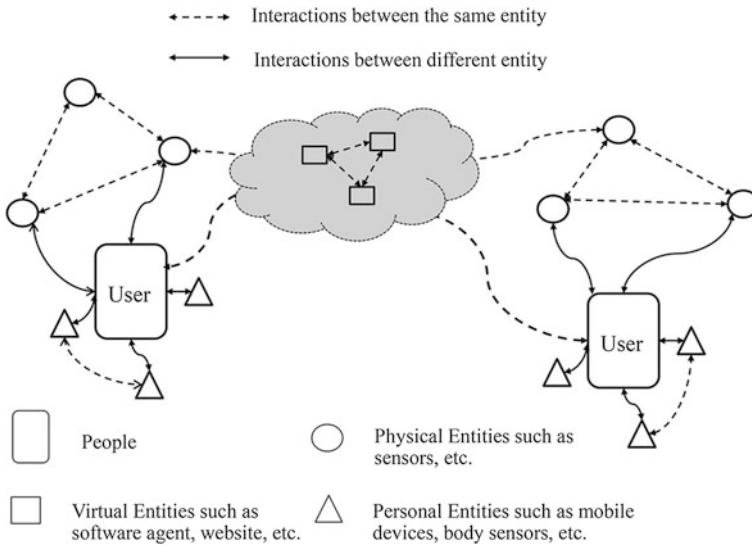 Interactions between the same entity
Interactions between different entity
User
User
People
Physical Entities such as
sensors, etc.
Virtual Entities such as
software agent, website, etc.
Personal Entities such as mobile
devices, body sensors, etc.